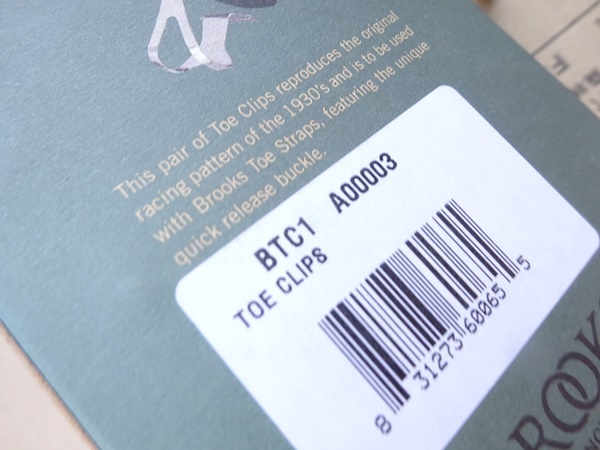 This pair of Toe Clips reproduces the original
racing pattern of the 1930's and is to be used
with Brooks Toe Straps, featuring the unique
quick release buckle.
BTC1 A00003
TOE CLIPS
8 31273 60065 5